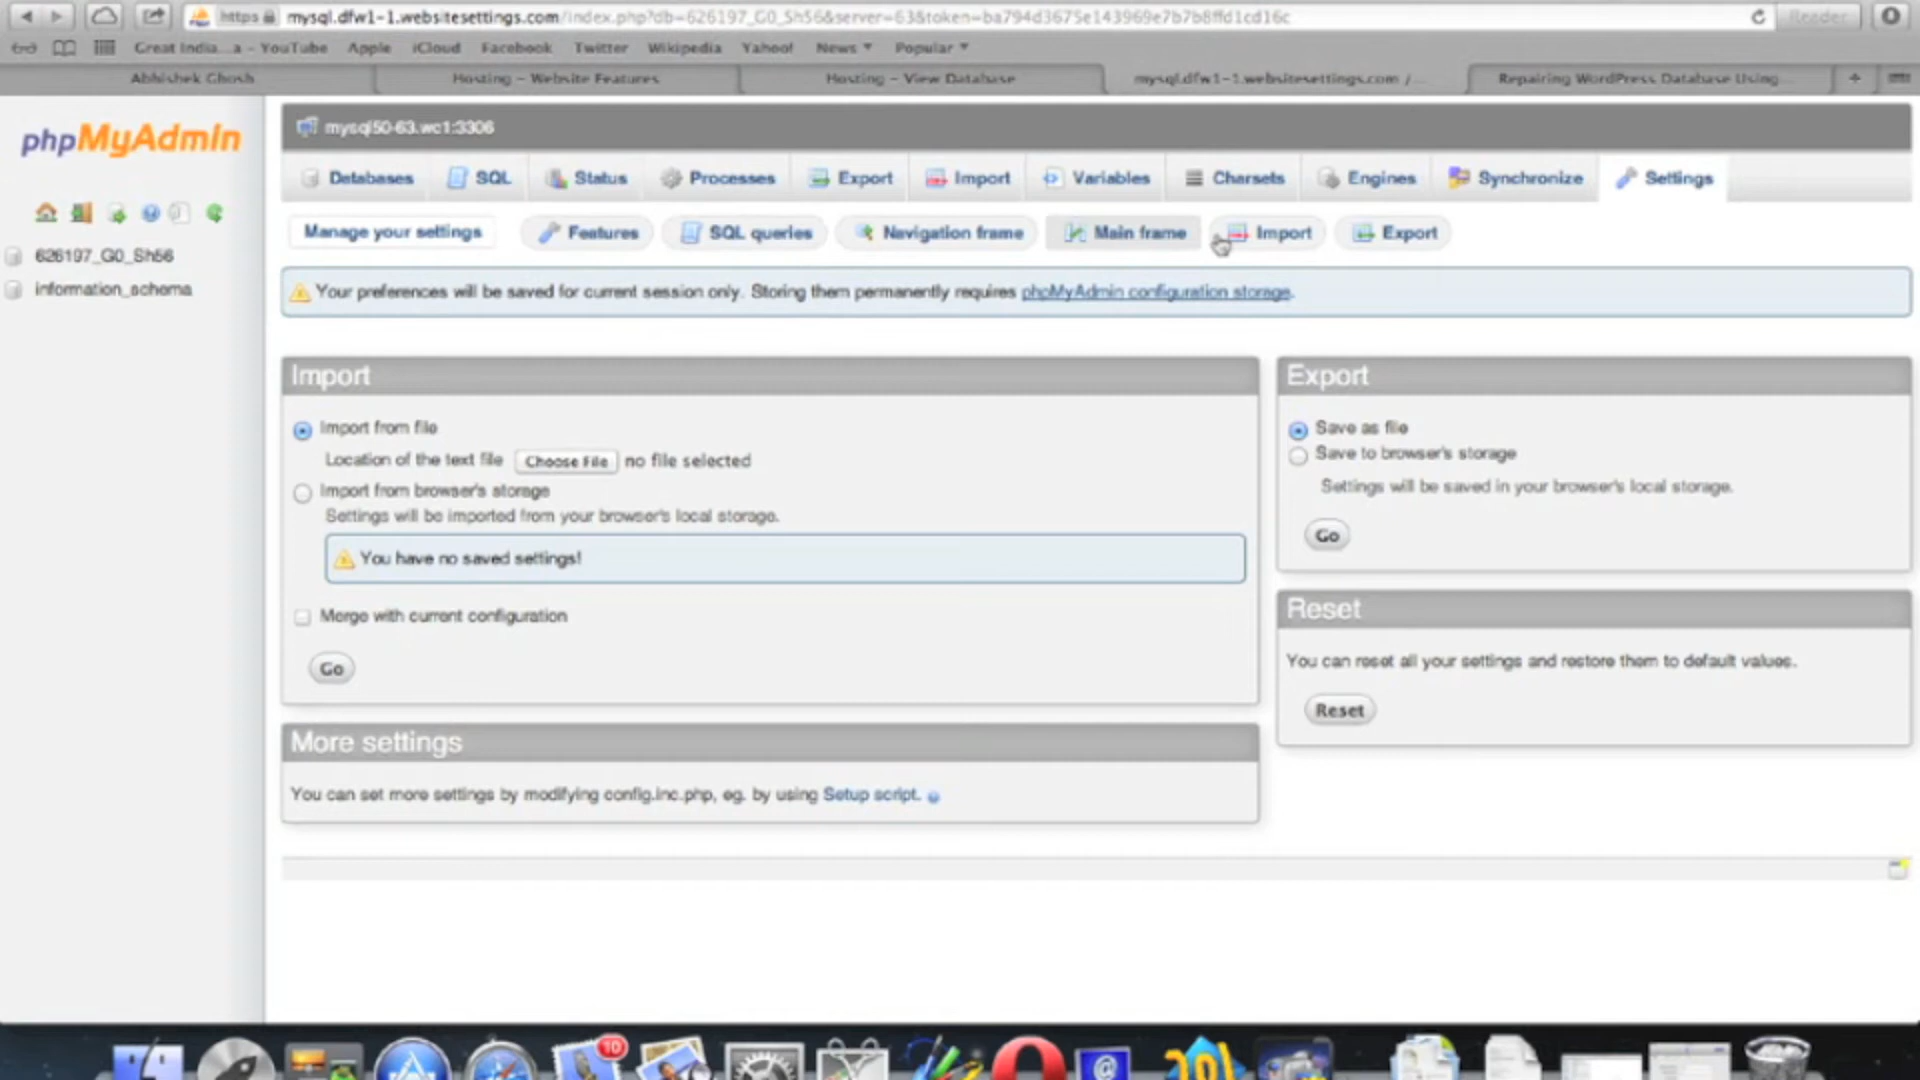 https mysql.dfw1-1.websitesettings.com/index.php?db=626197_G0_Sh56&server=63&token=ba794d3675e143969e7b7b8ffd1cd16c Reader
Great India...a - YouTube Apple iCloud Facebook Twitter Wikipedia Yahoo! News Popular
Abhishek Ghosh Hosting - Website Features Hosting - View Database mysql.dfw1-1.websitesettings.com /... Repairing WordPress Database Using... +
phpMyAdmin
626197_G0_Sh56
information_schema
mysql50-63.wc1:3306
Databases SQL Status Processes Export Import Variables Charsets Engines Synchronize Settings
Manage your settings Features SQL queries Navigation frame Main frame Import Export
Your preferences will be saved for current session only. Storing them permanently requires phpMyAdmin configuration storage.
Import
Import from file
Location of the text file Choose File no file selected
Import from browser's storage
Settings will be imported from your browser's local storage.
You have no saved settings!
Merge with current configuration
Go
More settings
You can set more settings by modifying config.inc.php, eg. by using Setup script.
Export
Save as file
Save to browser's storage
Settings will be saved in your browser's local storage.
Go
Reset
You can reset all your settings and restore them to default values.
Reset
10
@